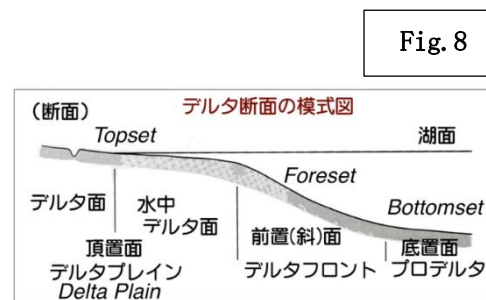 Fig.8
(断面)
デルタ断面の模式図
Topset
湖面
Foreset
Bottomset
デルタ面
水中
デルタ面
前置(斜)面
底置面
頂置面
デルタプレイン
デルタフロント
プロデルタ
Delta Plain